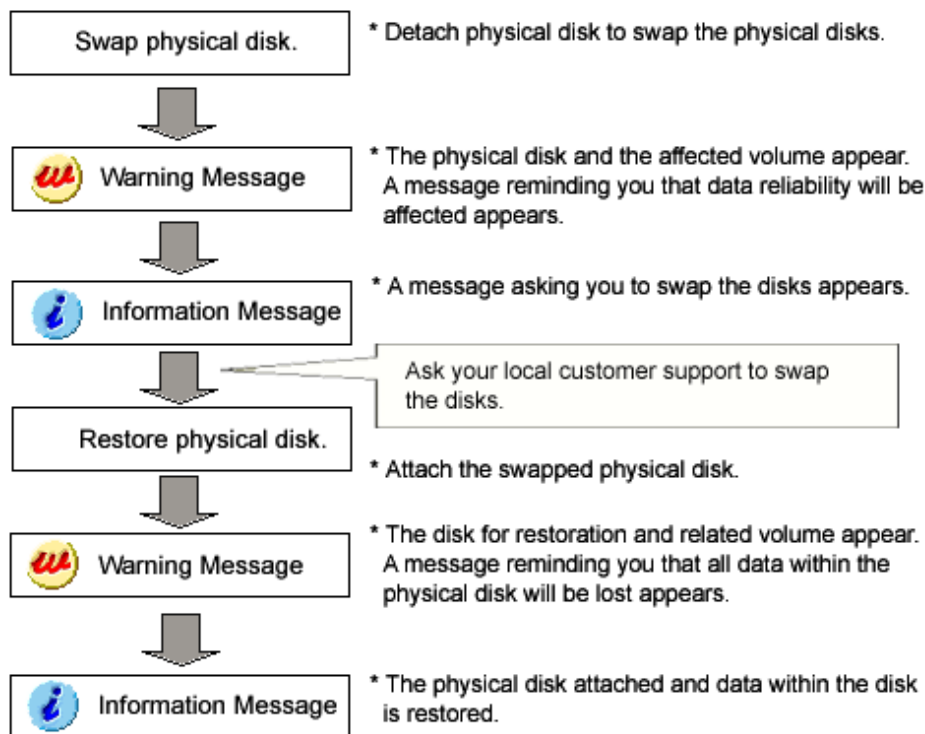 Swap physical disk.
* Detach physical disk to swap the physical disks.
w Warning Message
* The physical disk and the affected volume appear.
A message reminding you that data reliability will be
affected appears.
i Information Message
* A message asking you to swap the disks appears.
Ask your local customer support to swap
the disks.
Restore physical disk.
* Attach the swapped physical disk.
w Warning Message
* The disk for restoration and related volume appear.
A message reminding you that all data within the
physical disk will be lost appears.
i Information Message
* The physical disk attached and data within the disk
is restored.